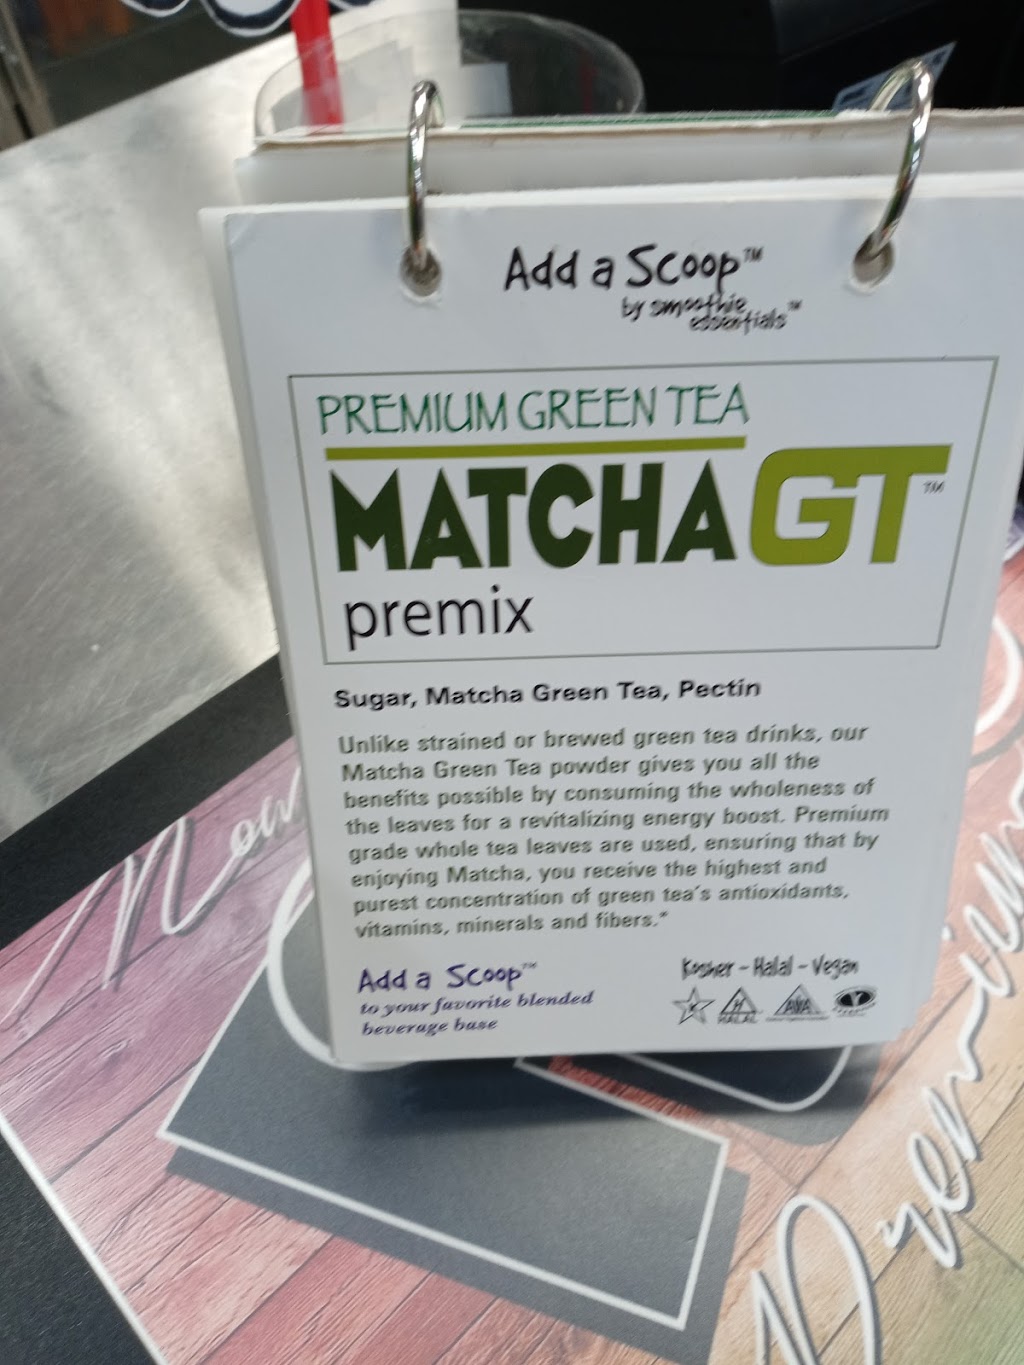 Add a Scoop™
by smoothie
essentials™
PREMIUM GREEN TEA
MATCHA GT™
premix
Sugar, Matcha Green Tea, Pectin
Unlike strained or brewed green tea drinks, our
Matcha Green Tea powder gives you all the
benefits possible by consuming the wholeness of
the leaves for a revitalizing energy boost. Premium
grade whole tea leaves are used, ensuring that by
enjoying Matcha, you receive the highest and
purest concentration of green tea's antioxidants,
vitamins, minerals and fibers.*
Add a Scoop™
to your favorite blended
beverage base
Kosher - Halal - Vegan
K
H
HALAL
AVA
V
Premium